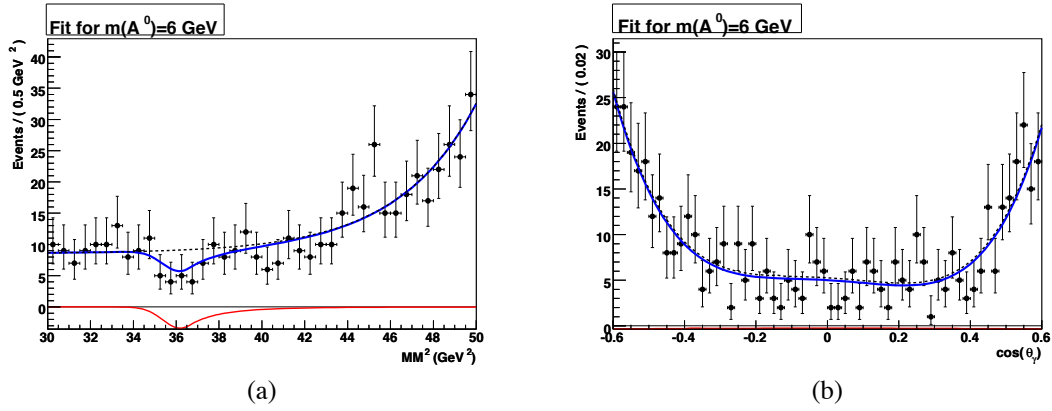 Fit for m(A⁰)=6 GeV
Events / ( 0.5 GeV² )
40
35
30
25
20
15
10
5
0
30 32 34 36 38 40 42 44 46 48 50
MM² (GeV²)
(a)
Fit for m(A⁰)=6 GeV
Events / ( 0.02 )
30
25
20
15
10
5
0
-0.6 -0.4 -0.2 0 0.2 0.4 0.6
cos(θγ)
(b)